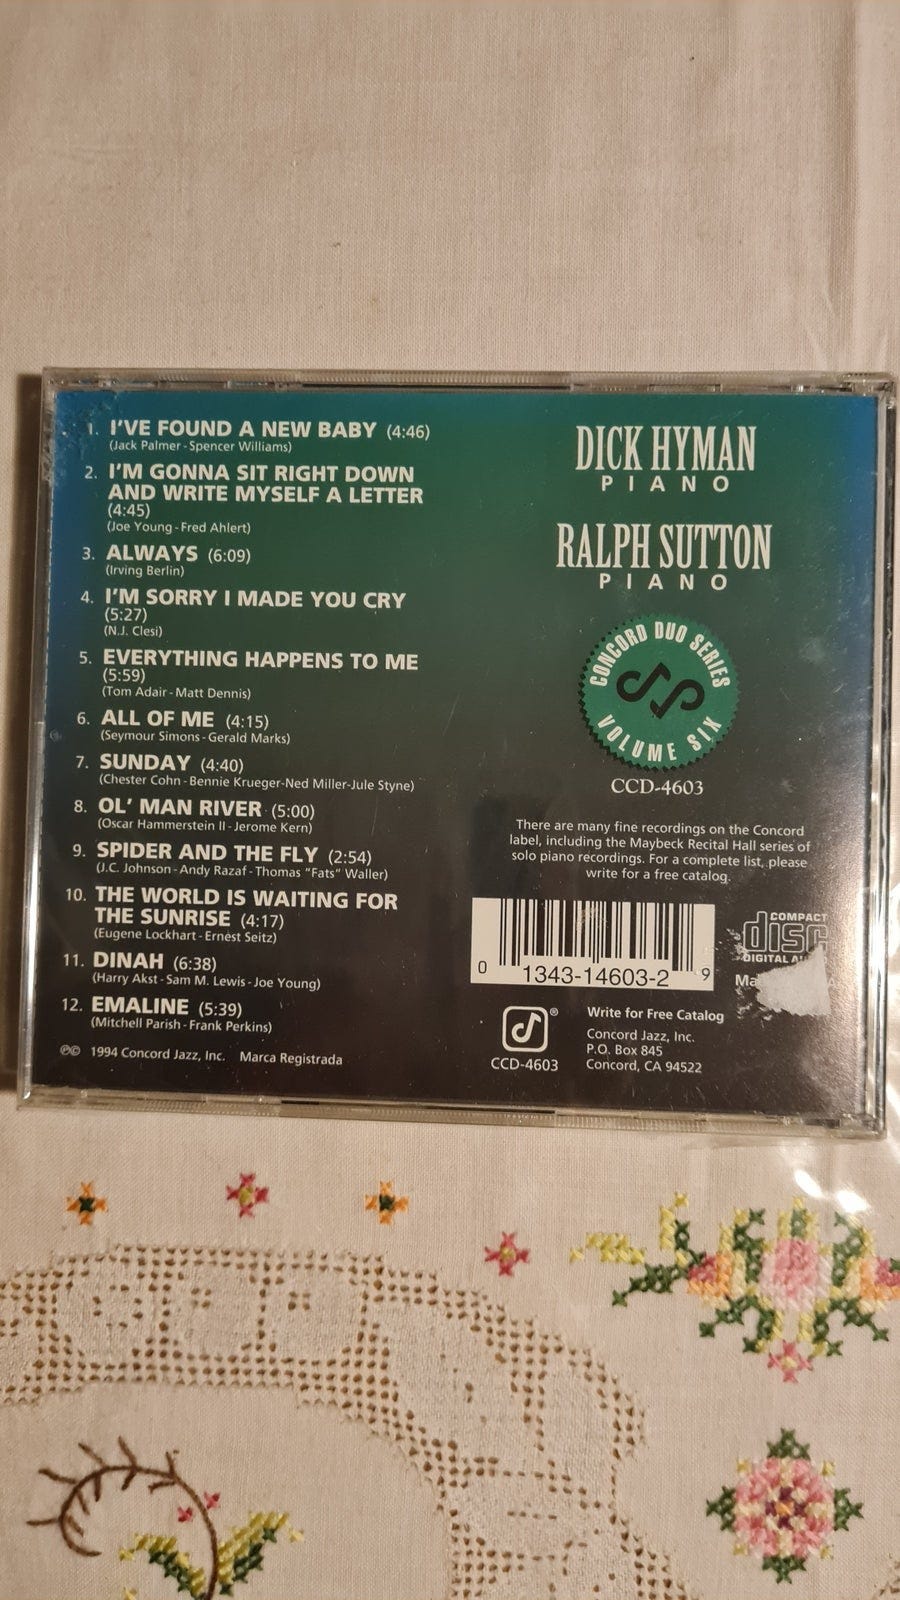 1. I'VE FOUND A NEW BABY (4:46)
(Jack Palmer - Spencer Williams)
2. I'M GONNA SIT RIGHT DOWN
AND WRITE MYSELF A LETTER
(4:45)
(Joe Young - Fred Ahlert)
3. ALWAYS (6:09)
(Irving Berlin)
4. I'M SORRY I MADE YOU CRY
(5:27)
(N.J. Clesi)
5. EVERYTHING HAPPENS TO ME
(5:59)
(Tom Adair - Matt Dennis)
6. ALL OF ME (4:15)
(Seymour Simons - Gerald Marks)
7. SUNDAY (4:40)
(Chester Cohn - Bennie Krueger-Ned Miller-Jule Styne)
8. OL' MAN RIVER (5:00)
(Oscar Hammerstein II - Jerome Kern)
9. SPIDER AND THE FLY (2:54)
(J.C. Johnson - Andy Razaf - Thomas "Fats" Waller)
10. THE WORLD IS WAITING FOR
THE SUNRISE (4:17)
(Eugene Lockhart - Ernest Seitz)
11. DINAH (6:38)
(Harry Akst - Sam M. Lewis - Joe Young)
12. EMALINE (5:39)
(Mitchell Parish - Frank Perkins)
℗© 1994 Concord Jazz, Inc. Marca Registrada
DICK HYMAN
PIANO
RALPH SUTTON
PIANO
CONCORD DUO SERIES
VOLUME SIX
CCD-4603
There are many fine recordings on the Concord
label, including the Maybeck Recital Hall series of
solo piano recordings. For a complete list, please
write for a free catalog.
0 1343-14603-2 9
COMPACT
disc
DIGITAL
®
CCD-4603
Write for Free Catalog
Concord Jazz, Inc.
P.O. Box 845
Concord, CA 94522